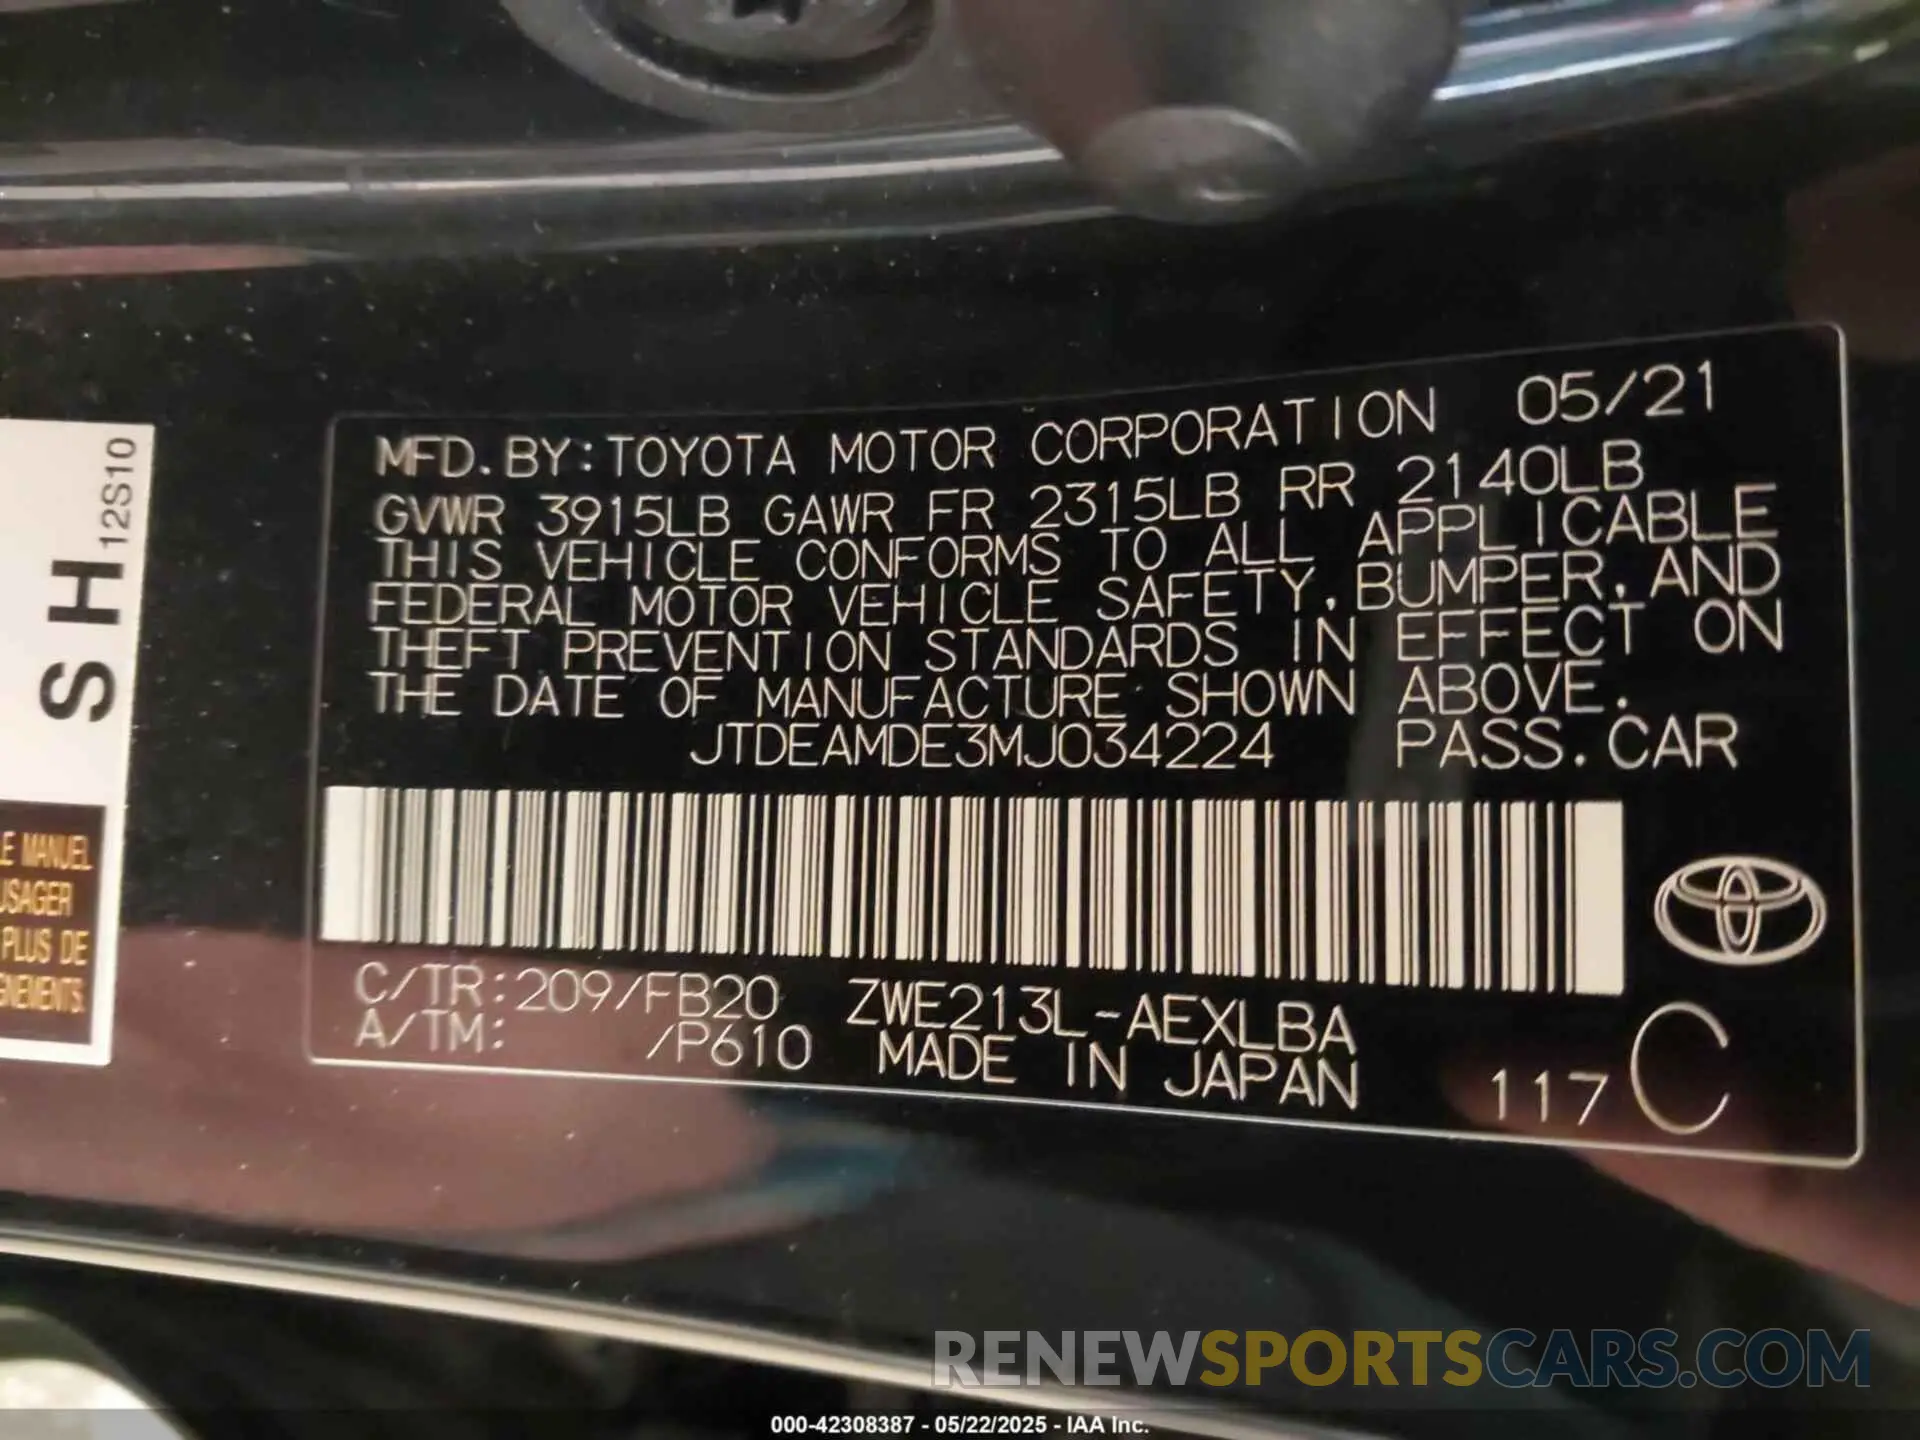 MFD. BY: TOYOTA MOTOR CORPORATION 05/21
GVWR 3915LB GAWR FR 2315LB RR 2140LB
THIS VEHICLE CONFORMS TO ALL APPLICABLE
FEDERAL MOTOR VEHICLE SAFETY, BUMPER, AND
THEFT PREVENTION STANDARDS IN EFFECT ON
THE DATE OF MANUFACTURE SHOWN ABOVE.
JTDEAMDE3MJ034224 PASS. CAR
C/TR: 209/FB20 ZWE213L-AEXLBA
A/TM: /P610 MADE IN JAPAN
117 C
S H 12S10
LE MANUEL
USAGER
PLUS DE
RENEWSPORTSCARS.COM
000-42308387 - 05/22/2025 - IAA Inc.